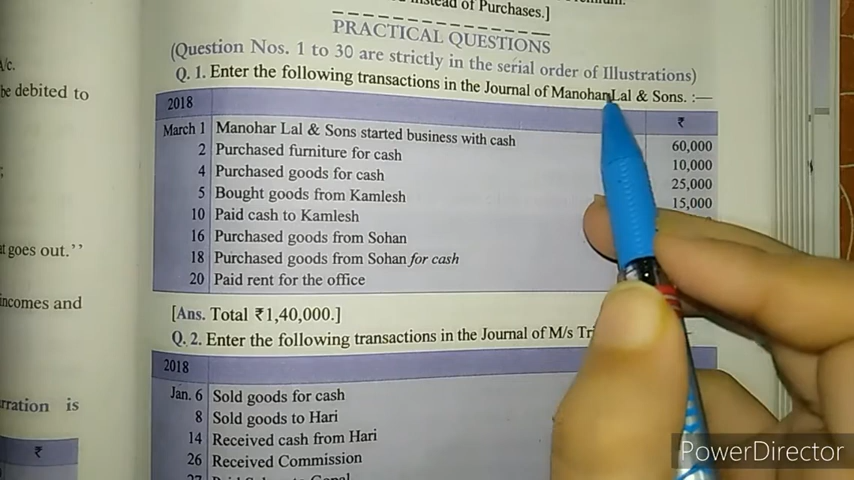 instead of Purchases.]
PRACTICAL QUESTIONS
(Question Nos. 1 to 30 are strictly in the serial order of Illustrations)
A/c.
be debited to
Q. 1. Enter the following transactions in the Journal of Manohar Lal & Sons. :—
2018 ₹
March 1 Manohar Lal & Sons started business with cash 60,000
2 Purchased furniture for cash 10,000
4 Purchased goods for cash 25,000
5 Bought goods from Kamlesh 15,000
10 Paid cash to Kamlesh
16 Purchased goods from Sohan
18 Purchased goods from Sohan for cash
20 Paid rent for the office
at goes out.’’
incomes and
[Ans. Total ₹1,40,000.]
Q. 2. Enter the following transactions in the Journal of M/s
2018
Jan. 6 Sold goods for cash
8 Sold goods to Hari
14 Received cash from Hari
26 Received Commission
is
₹
PowerDirector